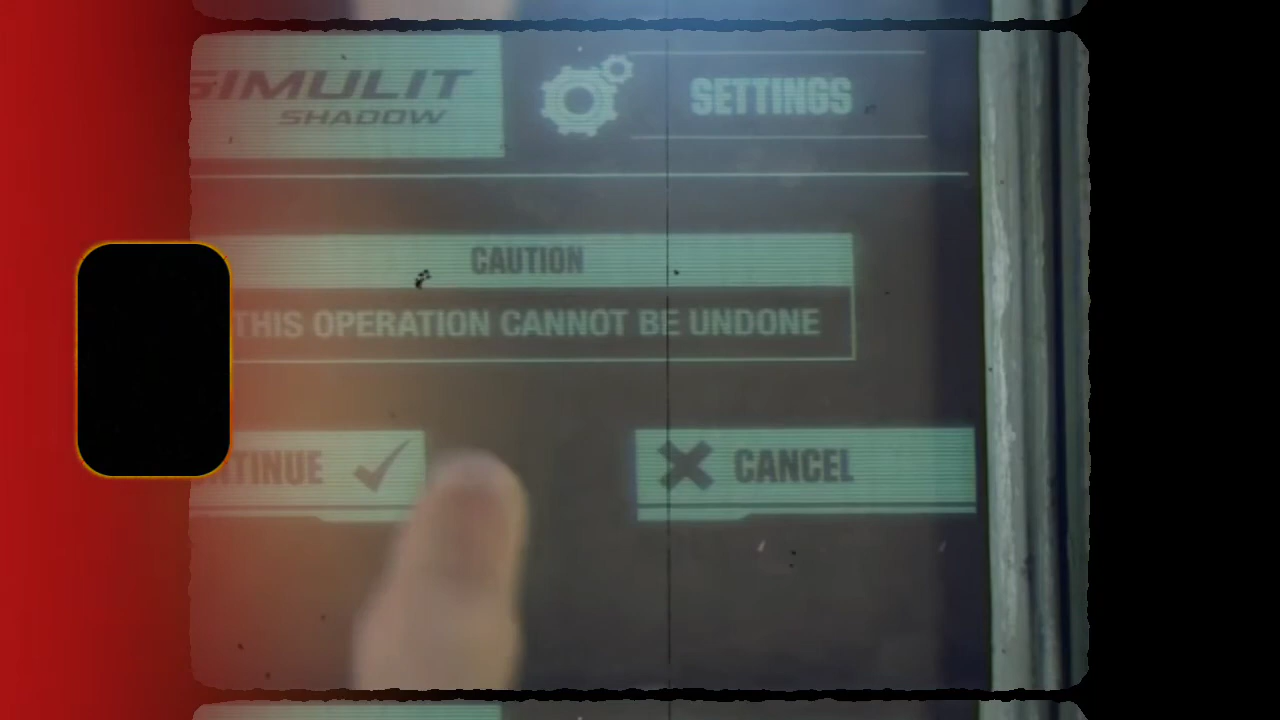 SIMULIT
SHADOW
SETTINGS
CAUTION
THIS OPERATION CANNOT BE UNDONE
NTINUE
CANCEL